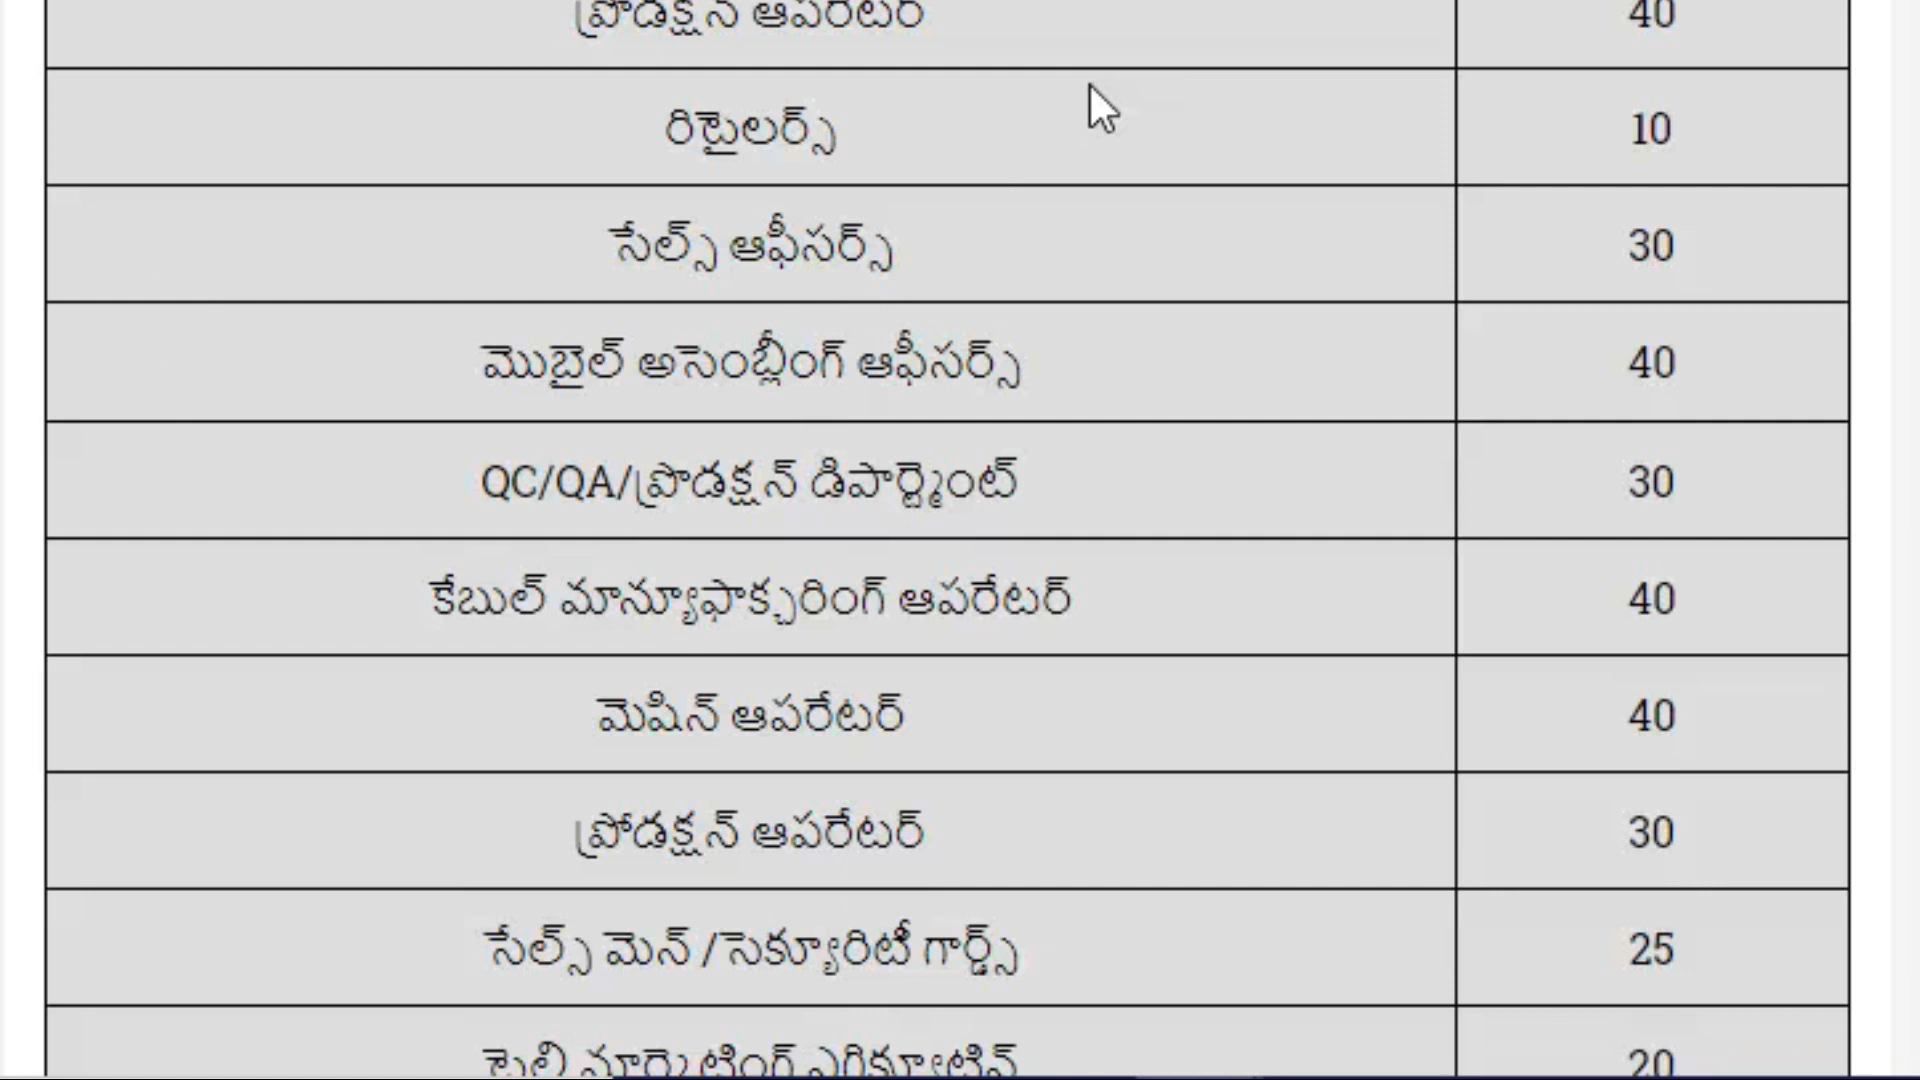 ప్రొడక్షన్ ఆపరేటర్ 40
రిటైలర్స్ 10
సేల్స్ ఆఫీసర్స్ 30
మొబైల్ అసెంబ్లీంగ్ ఆఫీసర్స్ 40
QC/QA/ప్రొడక్షన్ డిపార్ట్మెంట్ 30
కేబుల్ మాన్యూఫాక్చరింగ్ ఆపరేటర్ 40
మెషిన్ ఆపరేటర్ 40
ప్రోడక్షన్ ఆపరేటర్ 30
సేల్స్ మెన్ /సెక్యూరిటీ గార్డ్స్ 25
టెలి మార్కెటింగ్ ఎగ్జిక్యూటివ్ 20